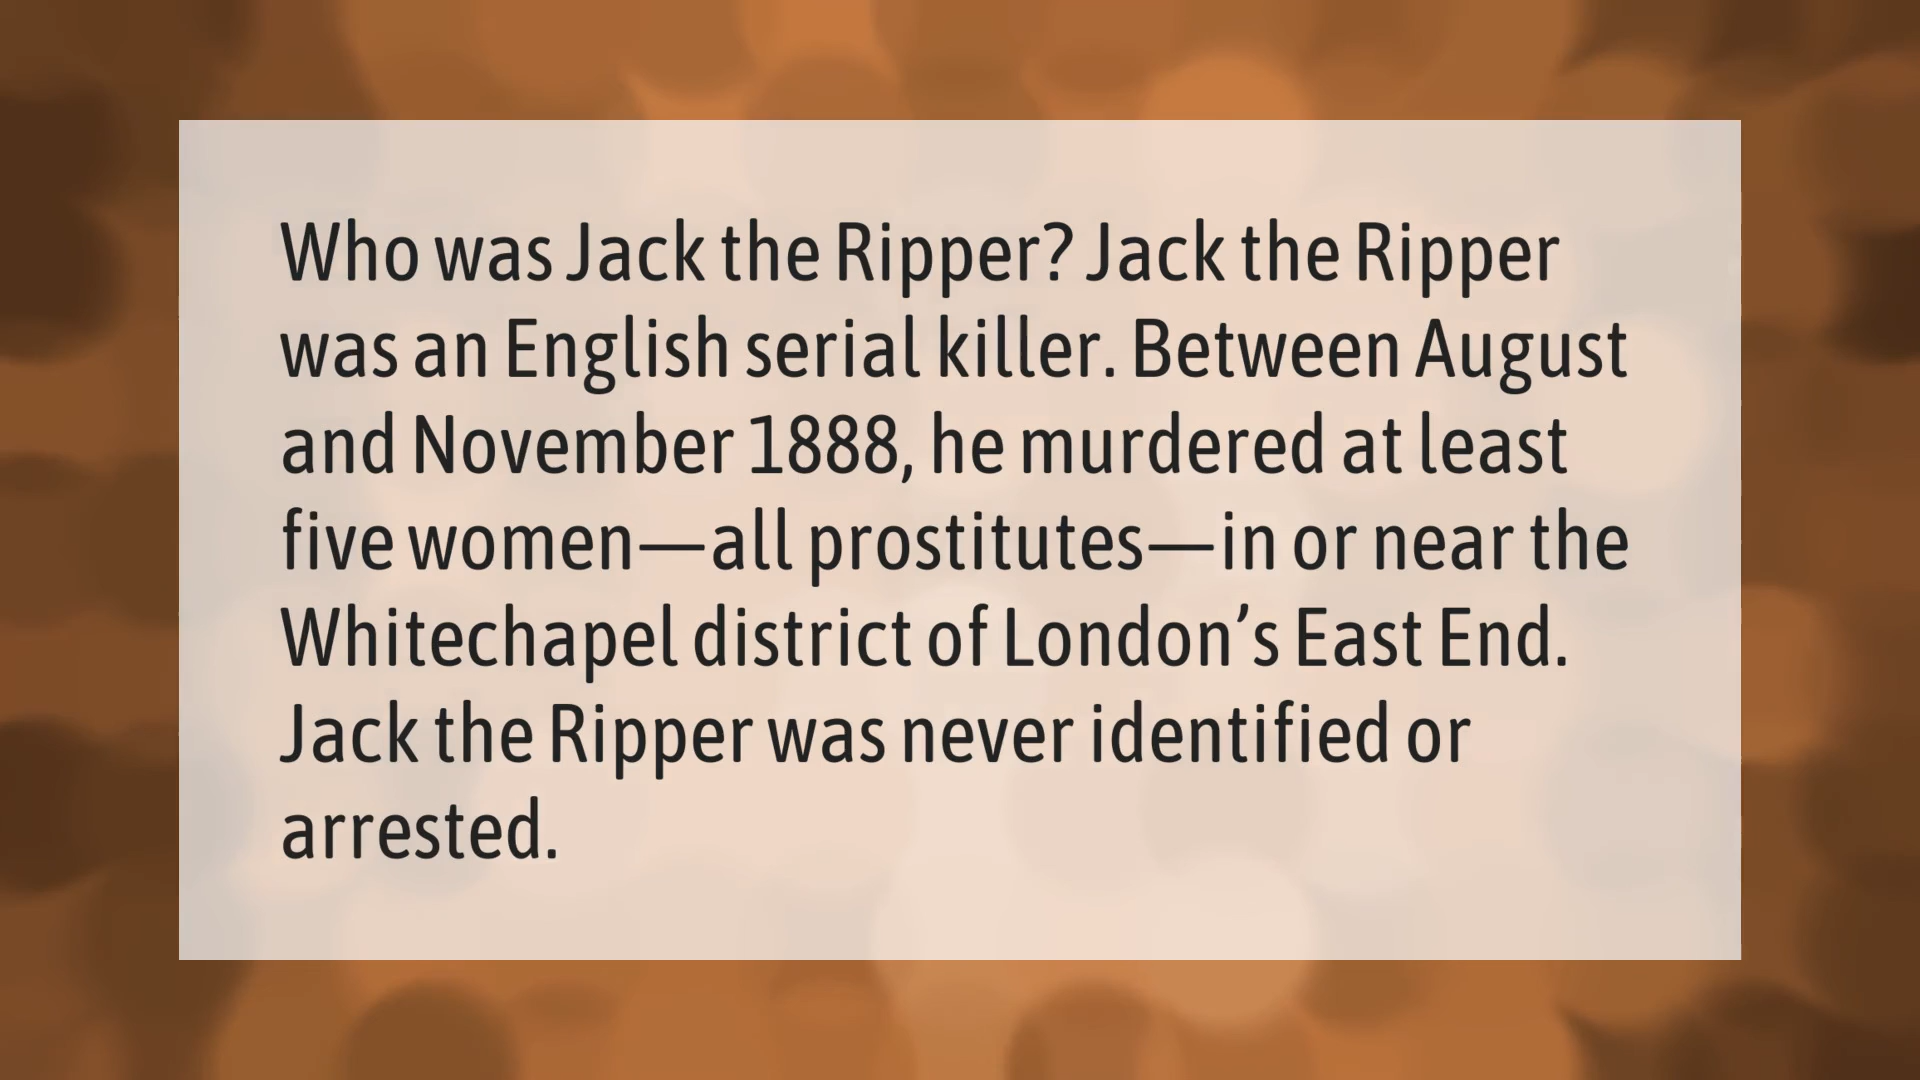 Who was Jack the Ripper? Jack the Ripper
was an English serial killer. Between August
and November 1888, he murdered at least
five women—all prostitutes—in or near the
Whitechapel district of London’s East End.
Jack the Ripper was never identified or
arrested.